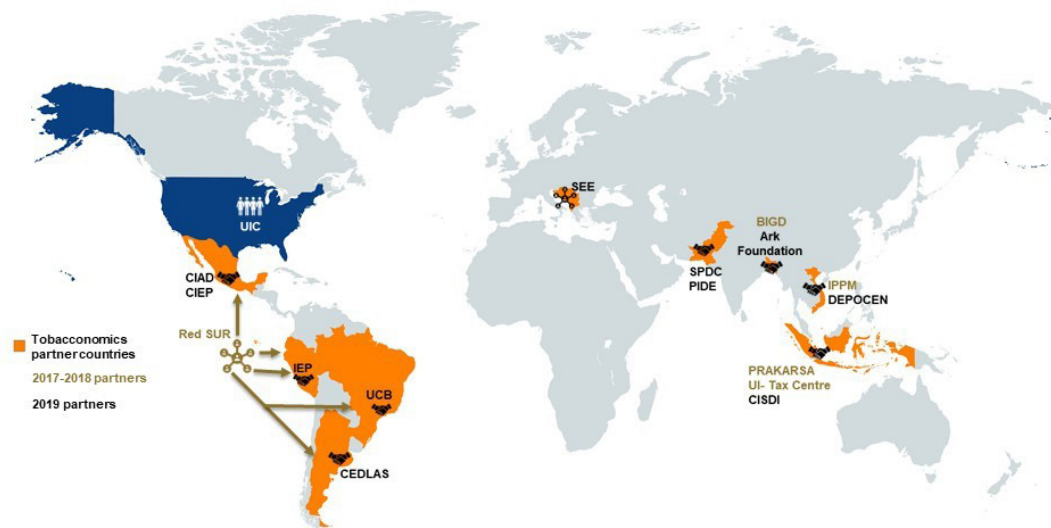 SEE
UIC
BIGD
Ark
Foundation
CIAD
CIEP
SPDC
PIDE
IPPM
DEPOCEN
Red SUR
Tobacconomics
partner countries
2017-2018 partners
2019 partners
IEP
UCB
CEDLAS
PRAKARSA
UI- Tax Centre
CISDI